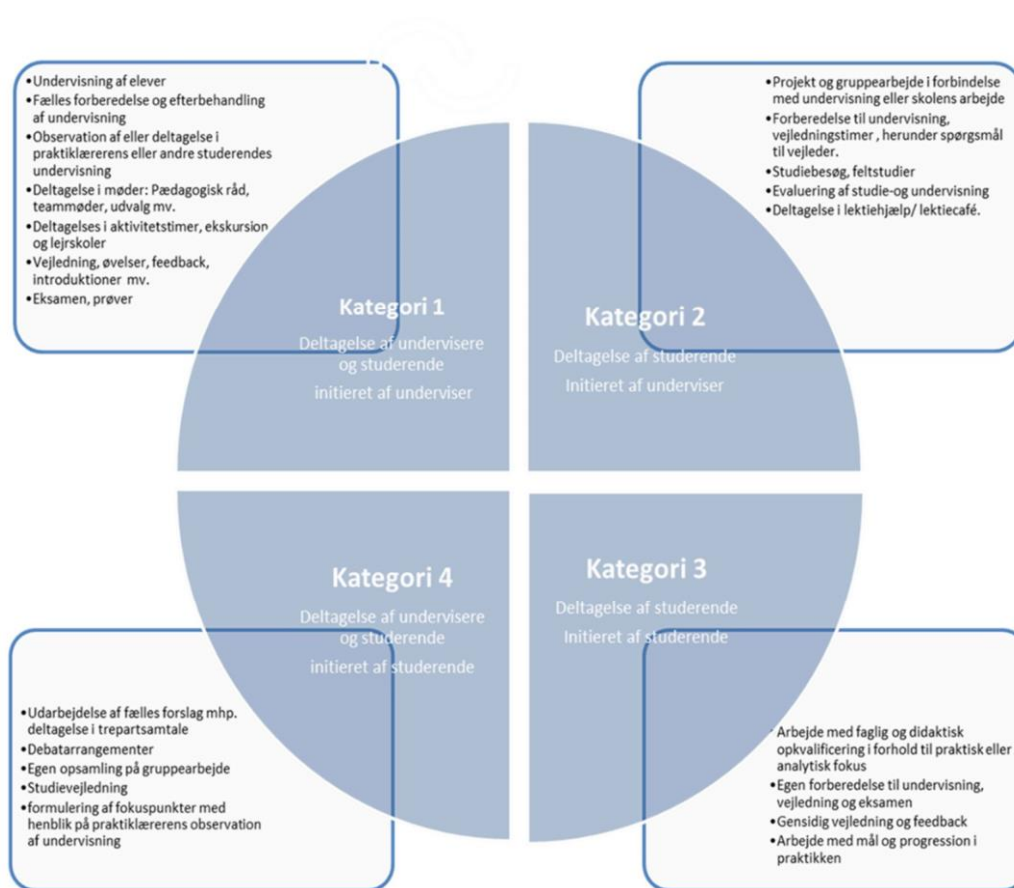 •Undervisning af elever
•Fælles forberedelse og efterbehandling
af undervisning
•Observation af eller deltagelse i
praktiklærerens eller andre studerendes
undervisning
•Deltagelse i møder: Pædagogisk råd,
teammøder, udvalg mv.
•Deltagelses i aktivitetstimer, ekskursion
og lejrskoler
•Vejledning, øvelser, feedback,
introduktioner mv.
•Eksamen, prøver
•Projekt og gruppearbejde i forbindelse
med undervisning eller skolens arbejde
•Forberedelse til undervisning,
vejledningstimer , herunder spørgsmål
til vejleder.
•Studiebesøg, feltstudier
•Evaluering af studie-og undervisning
•Deltagelse i lektiehjælp/ lektiecafé.
Kategori 1
Deltagelse af undervisere
og studerende
initieret af underviser
Kategori 2
Deltagelse af studerende
Initieret af underviser
Kategori 4
Deltagelse af undervisere
og studerende
initieret af studerende
Kategori 3
Deltagelse af studerende
Initieret af studerende
•Udarbejdelse af fælles forslag mhp.
deltagelse i trepartsamtale
•Debatarrangementer
•Egen opsamling på gruppearbejde
•Studievejledning
•formulering af fokuspunkter med
henblik på praktiklærerens observation
af undervisning
•Arbejde med faglig og didaktisk
opkvalificering i forhold til praktisk eller
analytisk fokus
•Egen forberedelse til undervisning,
vejledning og eksamen
•Gensidig vejledning og feedback
•Arbejde med mål og progression i
praktikken